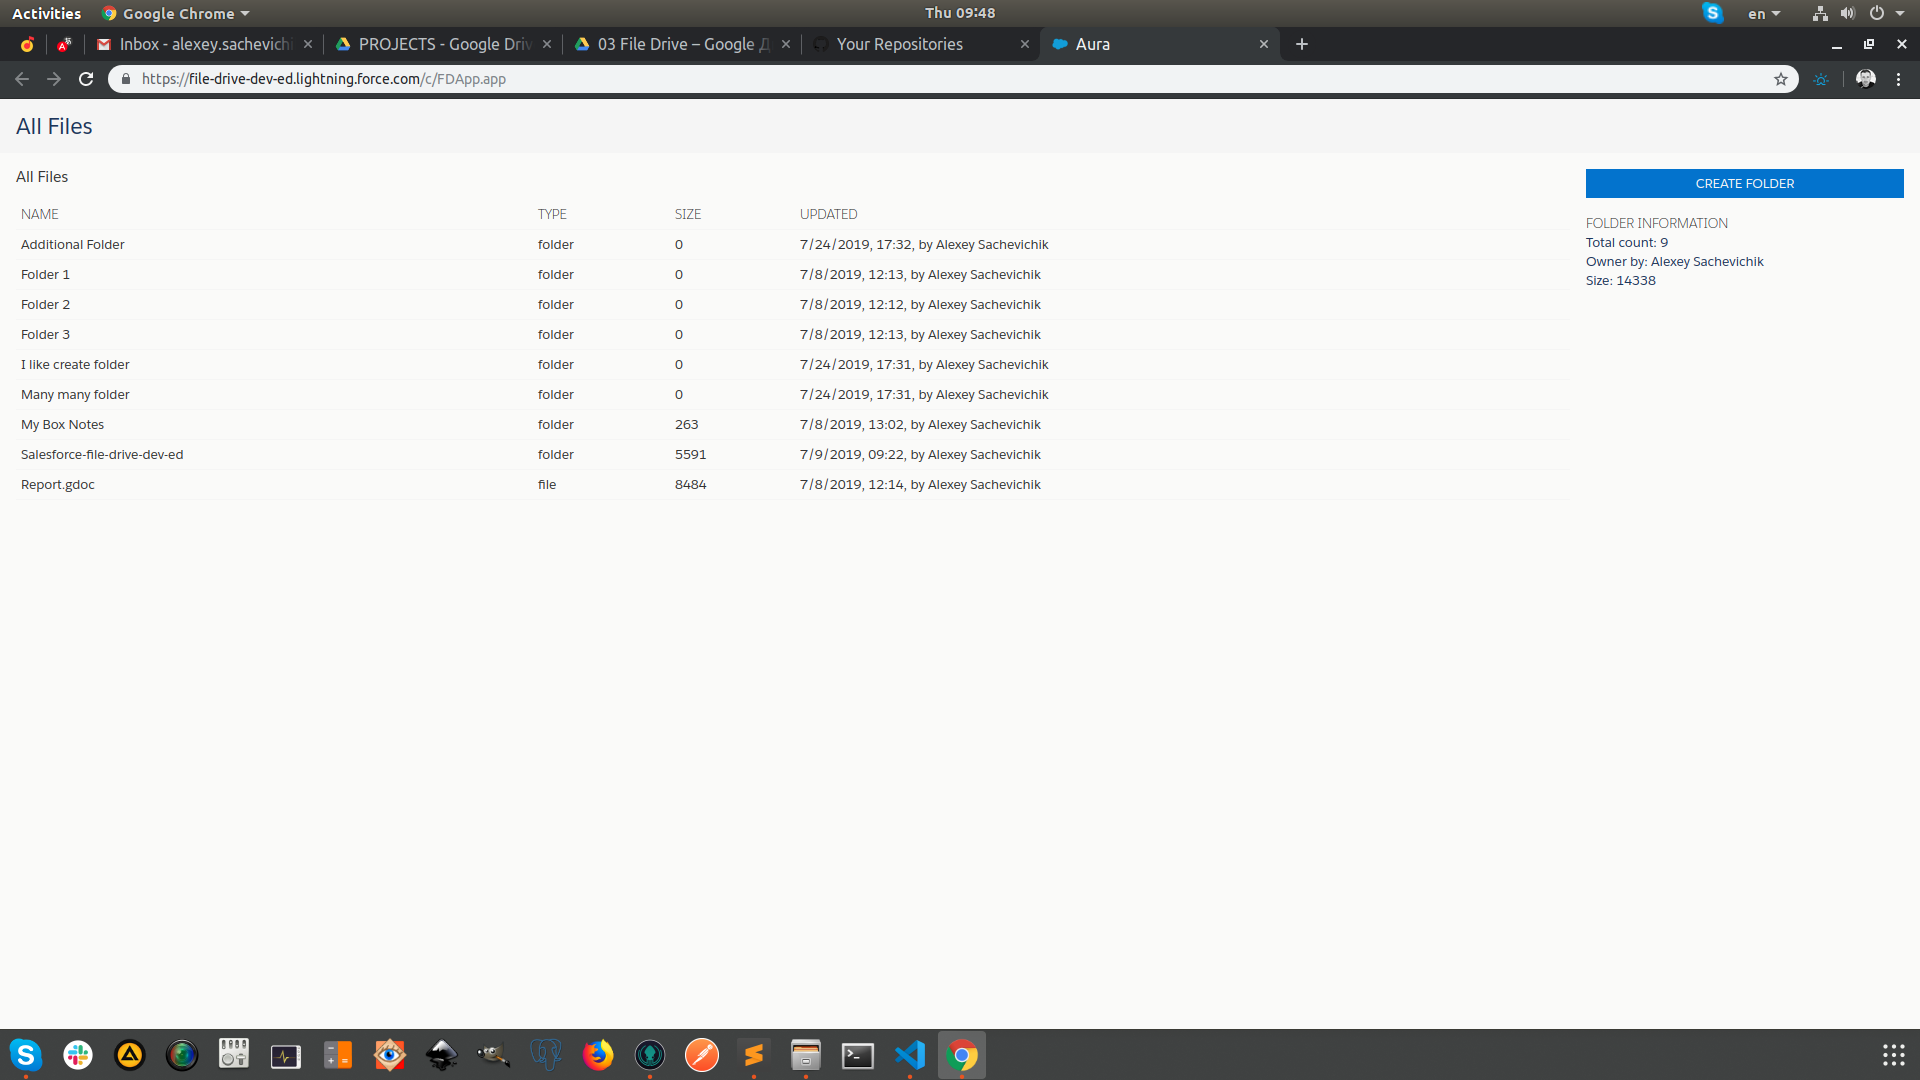 Activities Google Chrome Thu 09:48 en
Inbox - alexey.sachevichi PROJECTS - Google Driv 03 File Drive – Google Д Your Repositories Aura
https://file-drive-dev-ed.lightning.force.com/c/FDApp.app
All Files
All Files
CREATE FOLDER
NAME TYPE SIZE UPDATED
FOLDER INFORMATION
Total count: 9
Owner by: Alexey Sachevichik
Size: 14338
Additional Folder folder 0 7/24/2019, 17:32, by Alexey Sachevichik
Folder 1 folder 0 7/8/2019, 12:13, by Alexey Sachevichik
Folder 2 folder 0 7/8/2019, 12:12, by Alexey Sachevichik
Folder 3 folder 0 7/8/2019, 12:13, by Alexey Sachevichik
I like create folder folder 0 7/24/2019, 17:31, by Alexey Sachevichik
Many many folder folder 0 7/24/2019, 17:31, by Alexey Sachevichik
My Box Notes folder 263 7/8/2019, 13:02, by Alexey Sachevichik
Salesforce-file-drive-dev-ed folder 5591 7/9/2019, 09:22, by Alexey Sachevichik
Report.gdoc file 8484 7/8/2019, 12:14, by Alexey Sachevichik